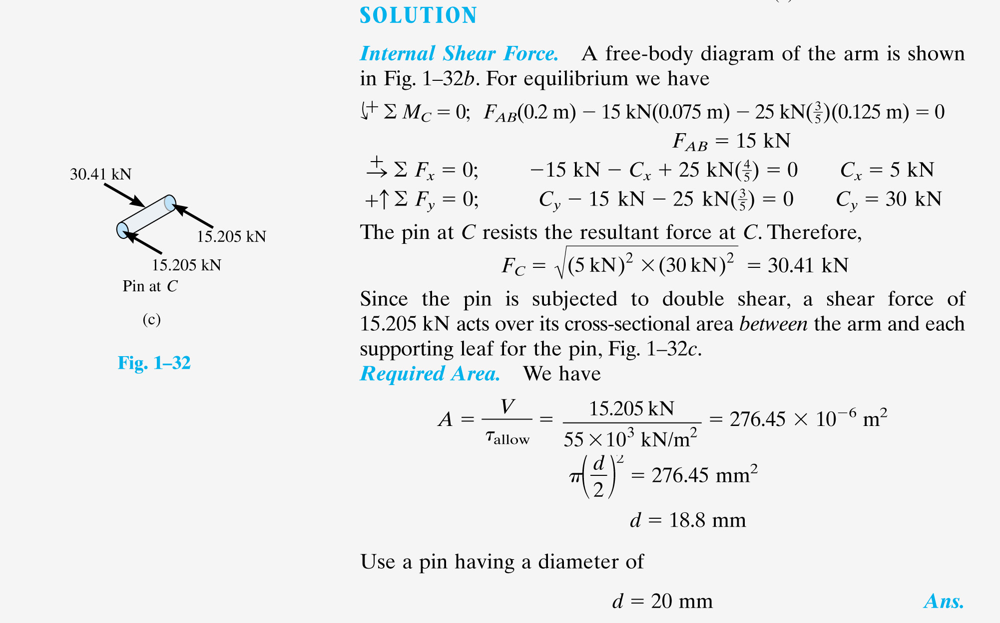 SOLUTION
Internal Shear Force. A free-body diagram of the arm is shown
in Fig. 1–32b. For equilibrium we have
↓+ Σ M_C = 0; F_AB(0.2 m) − 15 kN(0.075 m) − 25 kN(3/5)(0.125 m) = 0
F_AB = 15 kN
+→ Σ F_x = 0; −15 kN − C_x + 25 kN(4/5) = 0 C_x = 5 kN
+↑ Σ F_y = 0; C_y − 15 kN − 25 kN(3/5) = 0 C_y = 30 kN
The pin at C resists the resultant force at C. Therefore,
F_C = √((5 kN)² × (30 kN)²) = 30.41 kN
Since the pin is subjected to double shear, a shear force of
15.205 kN acts over its cross-sectional area between the arm and each
supporting leaf for the pin, Fig. 1–32c.
Required Area. We have
A = V / τ_allow = 15.205 kN / 55 × 10³ kN/m² = 276.45 × 10⁻⁶ m²
π(d/2)² = 276.45 mm²
d = 18.8 mm
Use a pin having a diameter of
d = 20 mm Ans.
30.41 kN
15.205 kN
15.205 kN
Pin at C
(c)
Fig. 1–32